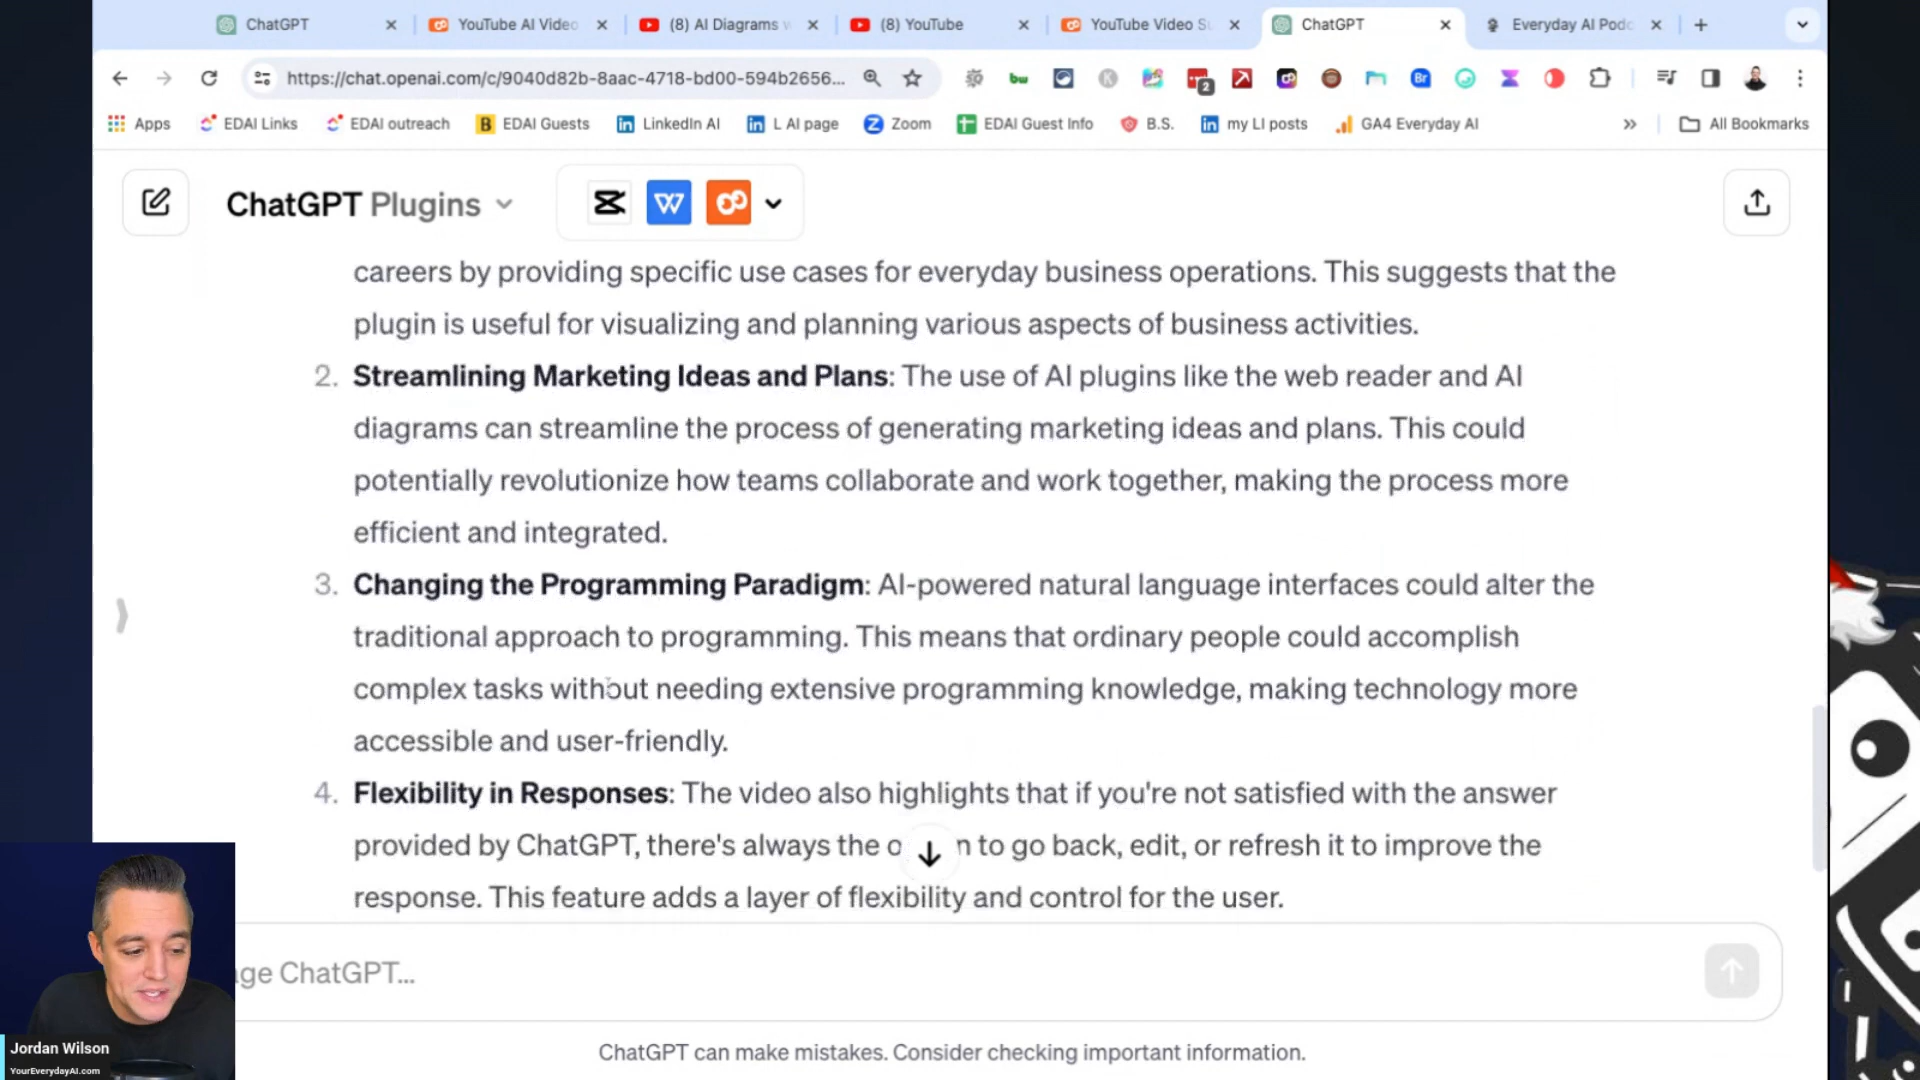 ChatGPT
YouTube AI Video
(8) AI Diagrams w
(8) YouTube
YouTube Video Su
ChatGPT
Everyday AI Podc
https://chat.openai.com/c/9040d82b-8aac-4718-bd00-594b2656...
bw
2
Br
Apps
EDAI Links
EDAI outreach
B
EDAI Guests
in
LinkedIn AI
in
L AI page
Z
Zoom
EDAI Guest Info
B.S.
in
my LI posts
GA4 Everyday AI
All Bookmarks
ChatGPT Plugins
careers by providing specific use cases for everyday business operations. This suggests that the
plugin is useful for visualizing and planning various aspects of business activities.
2. Streamlining Marketing Ideas and Plans: The use of AI plugins like the web reader and AI
diagrams can streamline the process of generating marketing ideas and plans. This could
potentially revolutionize how teams collaborate and work together, making the process more
efficient and integrated.
3. Changing the Programming Paradigm: AI-powered natural language interfaces could alter the
traditional approach to programming. This means that ordinary people could accomplish
complex tasks without needing extensive programming knowledge, making technology more
accessible and user-friendly.
4. Flexibility in Responses: The video also highlights that if you're not satisfied with the answer
provided by ChatGPT, there's always the o n to go back, edit, or refresh it to improve the
response. This feature adds a layer of flexibility and control for the user.
age ChatGPT...
ChatGPT can make mistakes. Consider checking important information.
Jordan Wilson
YourEverydayAI.com